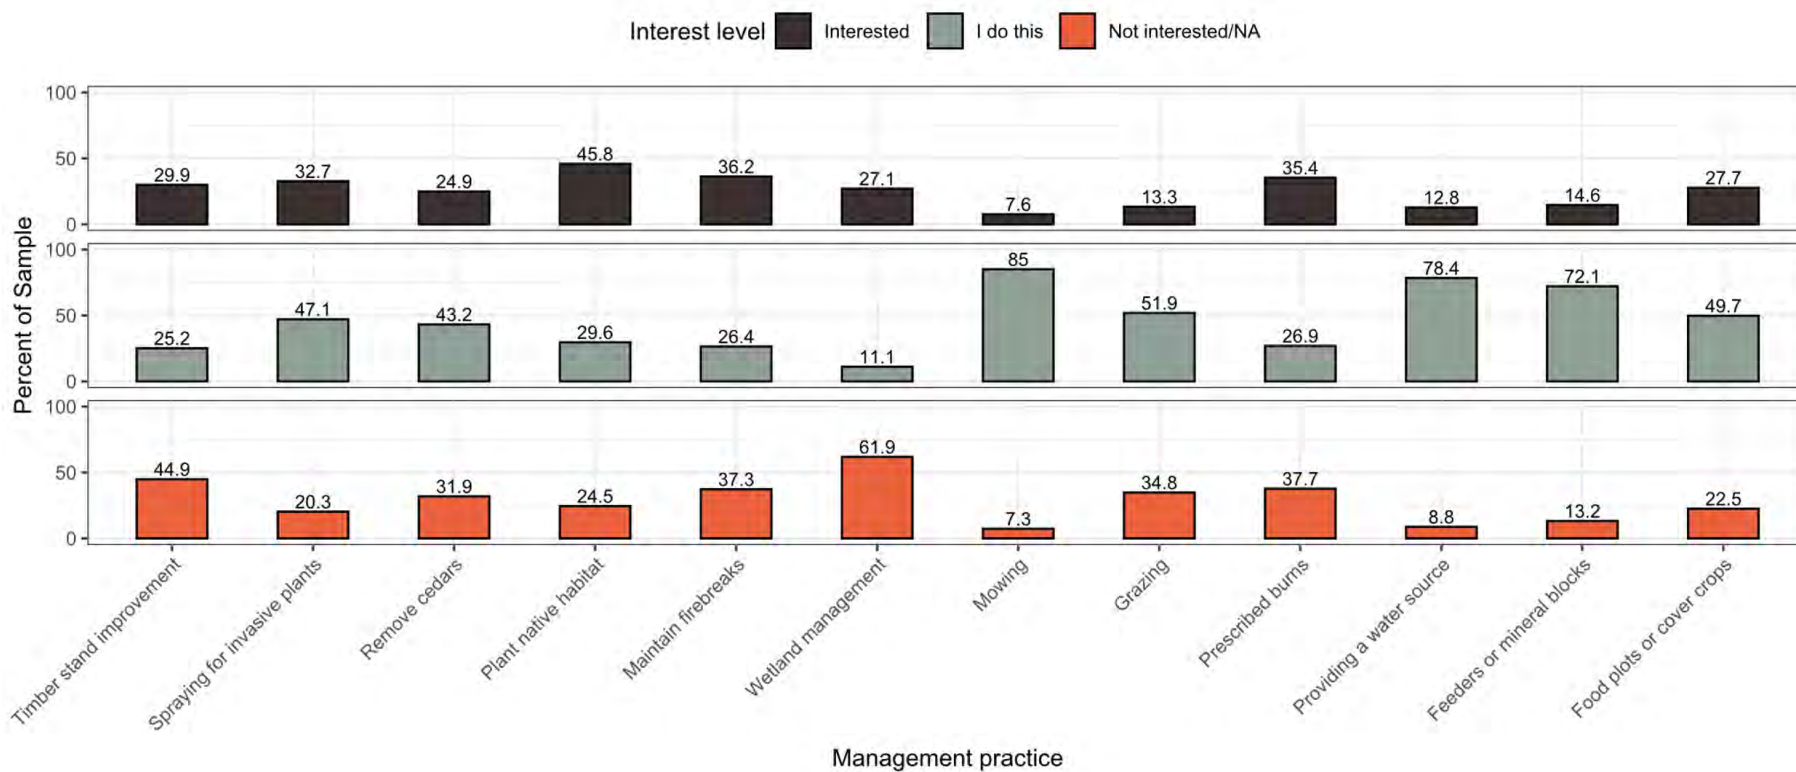 Interest level Interested I do this Not interested/NA
Percent of Sample
100
50
0
29.9 32.7 24.9 45.8 36.2 27.1 7.6 13.3 35.4 12.8 14.6 27.7
100
50
0
25.2 47.1 43.2 29.6 26.4 11.1 85 51.9 26.9 78.4 72.1 49.7
100
50
0
44.9 20.3 31.9 24.5 37.3 61.9 7.3 34.8 37.7 8.8 13.2 22.5
Timber stand improvement
Spraying for invasive plants
Remove cedars
Plant native habitat
Maintain firebreaks
Wetland management
Mowing
Grazing
Prescribed burns
Providing a water source
Feeders or mineral blocks
Food plots or cover crops
Management practice